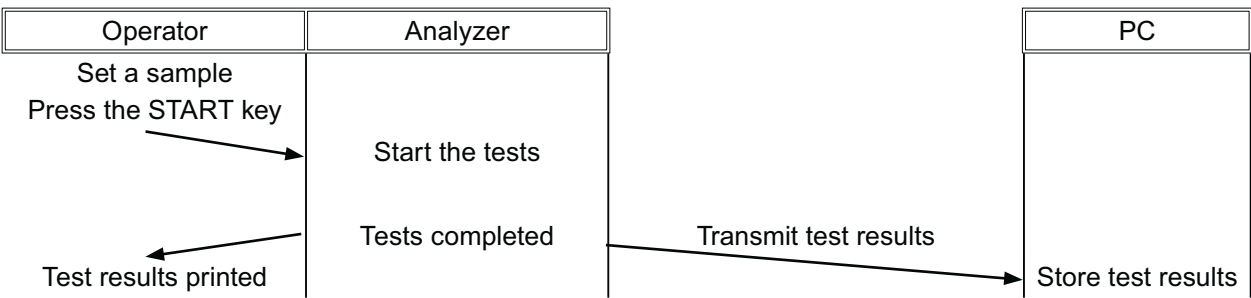 Operator Analyzer PC
Set a sample
Press the START key
Start the tests
Tests completed Transmit test results
Test results printed Store test results